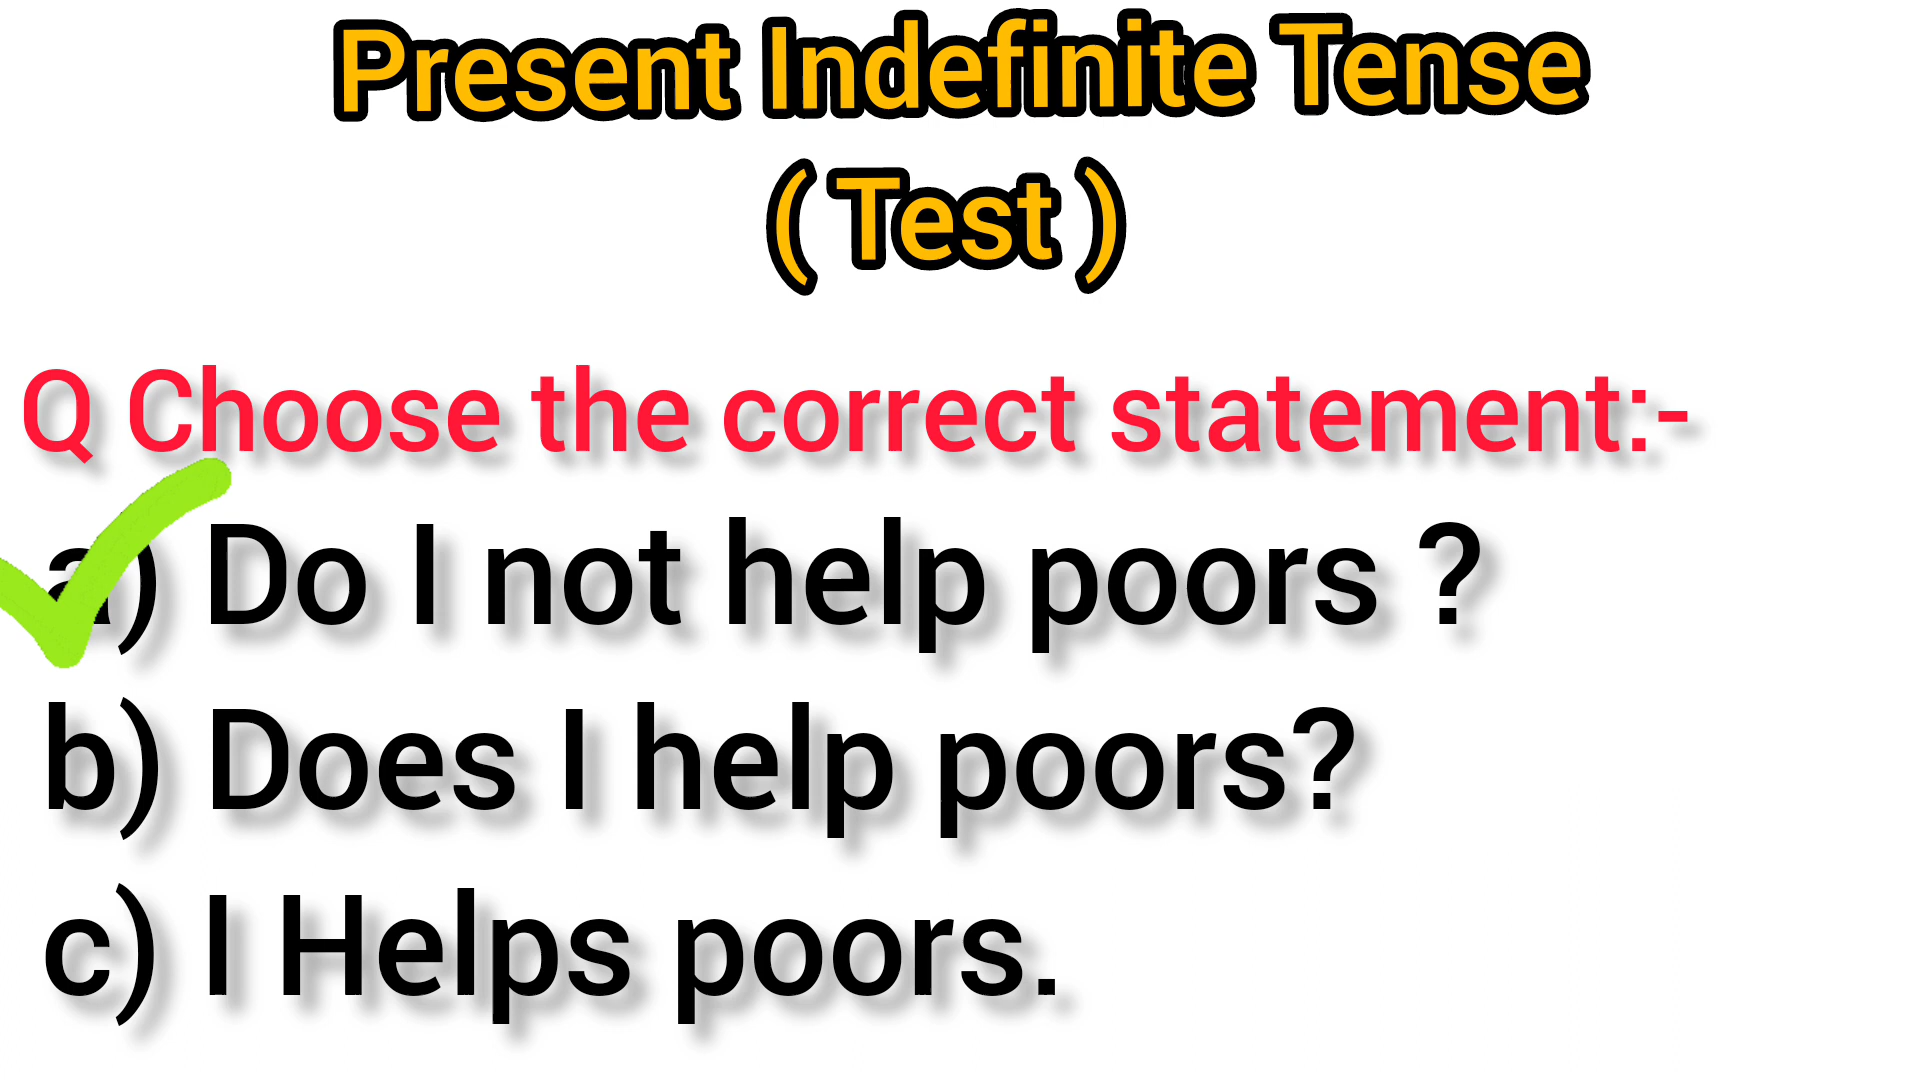 Present Indefinite Tense
( Test )
Q Choose the correct statement:-
a) Do I not help poors ?
b) Does I help poors?
c) I Helps poors.